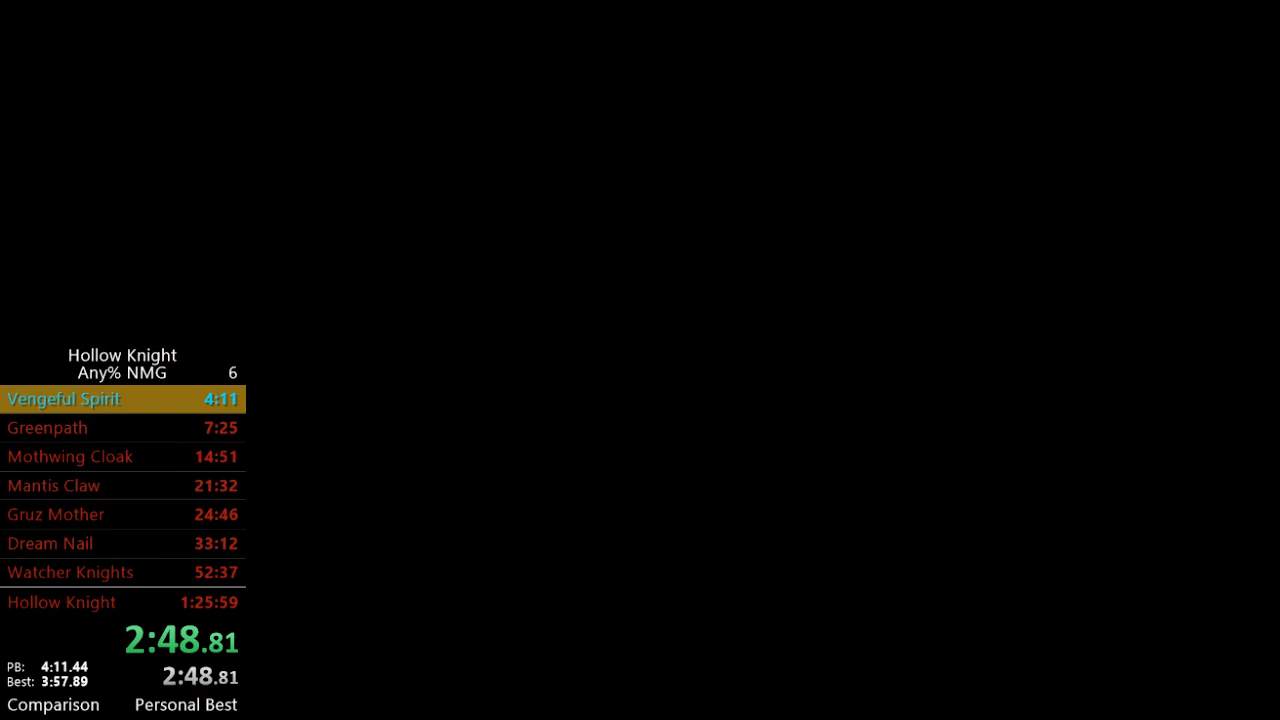 Hollow Knight
Any% NMG 6
Vengeful Spirit 4:11
Greenpath 7:25
Mothwing Cloak 14:51
Mantis Claw 21:32
Gruz Mother 24:46
Dream Nail 33:12
Watcher Knights 52:37
Hollow Knight 1:25:59
2:48.81
PB: 4:11.44
Best: 3:57.89
2:48.81
Comparison Personal Best